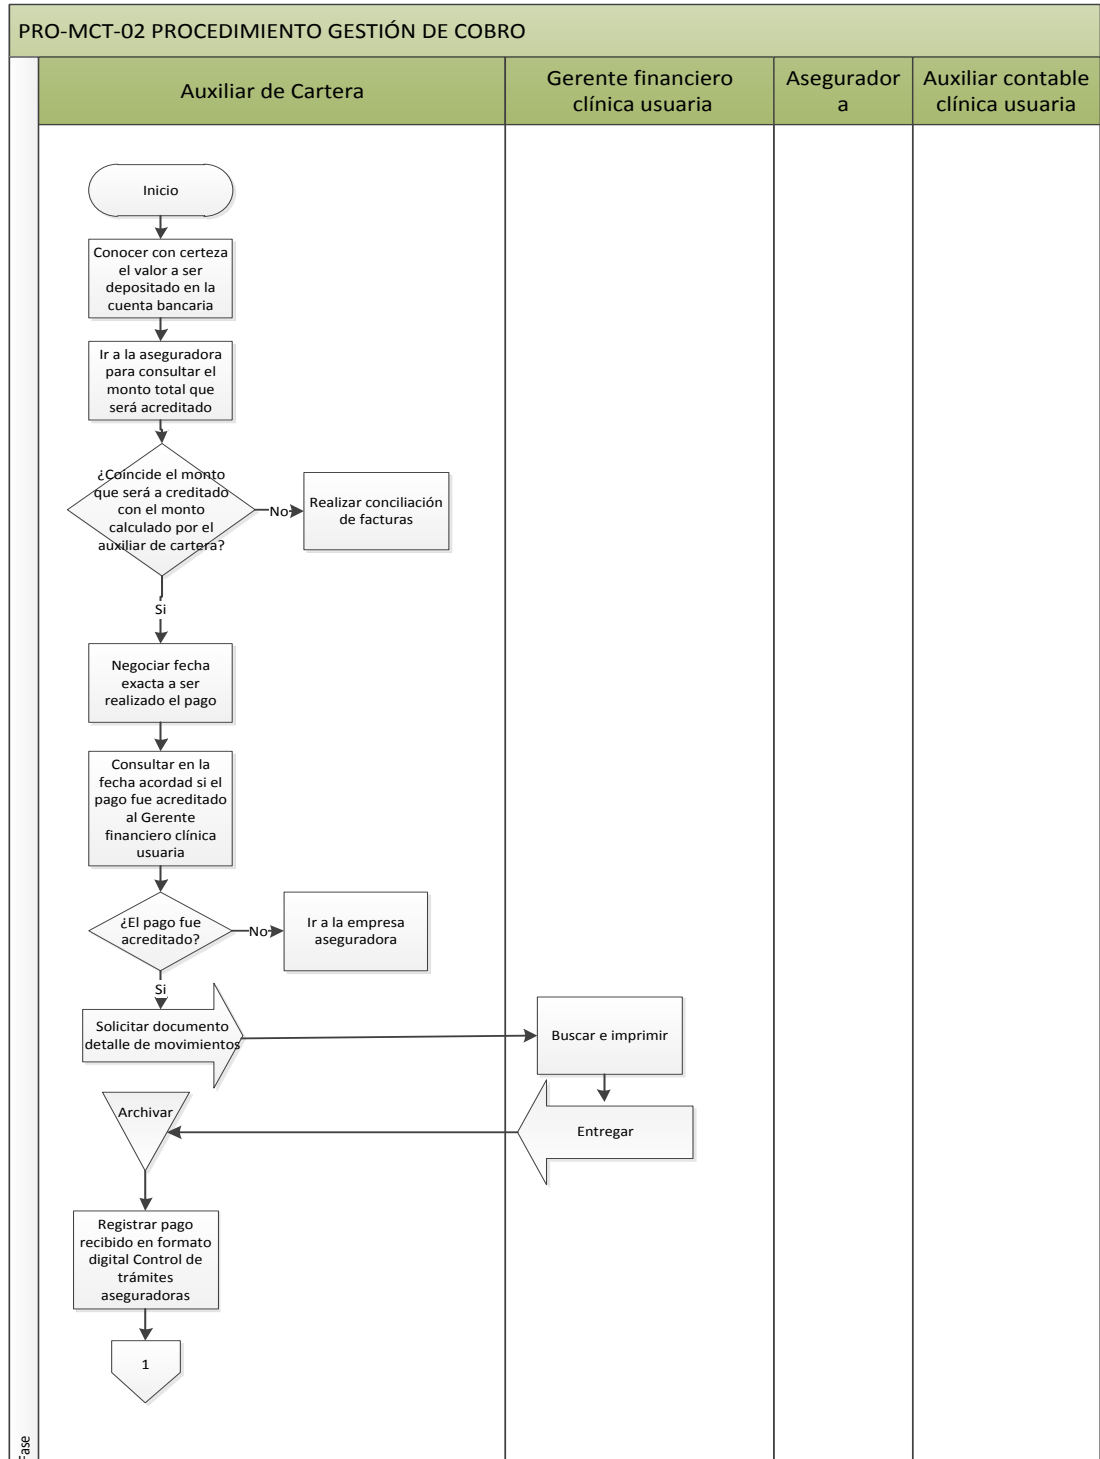 PRO-MCT-02 PROCEDIMIENTO GESTIÓN DE COBRO
Auxiliar de Cartera
Gerente financiero
clínica usuaria
Asegurador
a
Auxiliar contable
clínica usuaria
Inicio
Conocer con certeza
el valor a ser
depositado en la
cuenta bancaria
Ir a la aseguradora
para consultar el
monto total que
será acreditado
¿Coincide el monto
que será a creditado
con el monto
calculado por el
auxiliar de cartera?
No
Realizar conciliación
de facturas
Si
Negociar fecha
exacta a ser
realizado el pago
Consultar en la
fecha acordad si el
pago fue acreditado
al Gerente
financiero clínica
usuaria
¿El pago fue
acreditado?
No
Ir a la empresa
aseguradora
Si
Solicitar documento
detalle de movimientos
Buscar e imprimir
Archivar
Entregar
Registrar pago
recibido en formato
digital Control de
trámites
aseguradoras
1
Fase